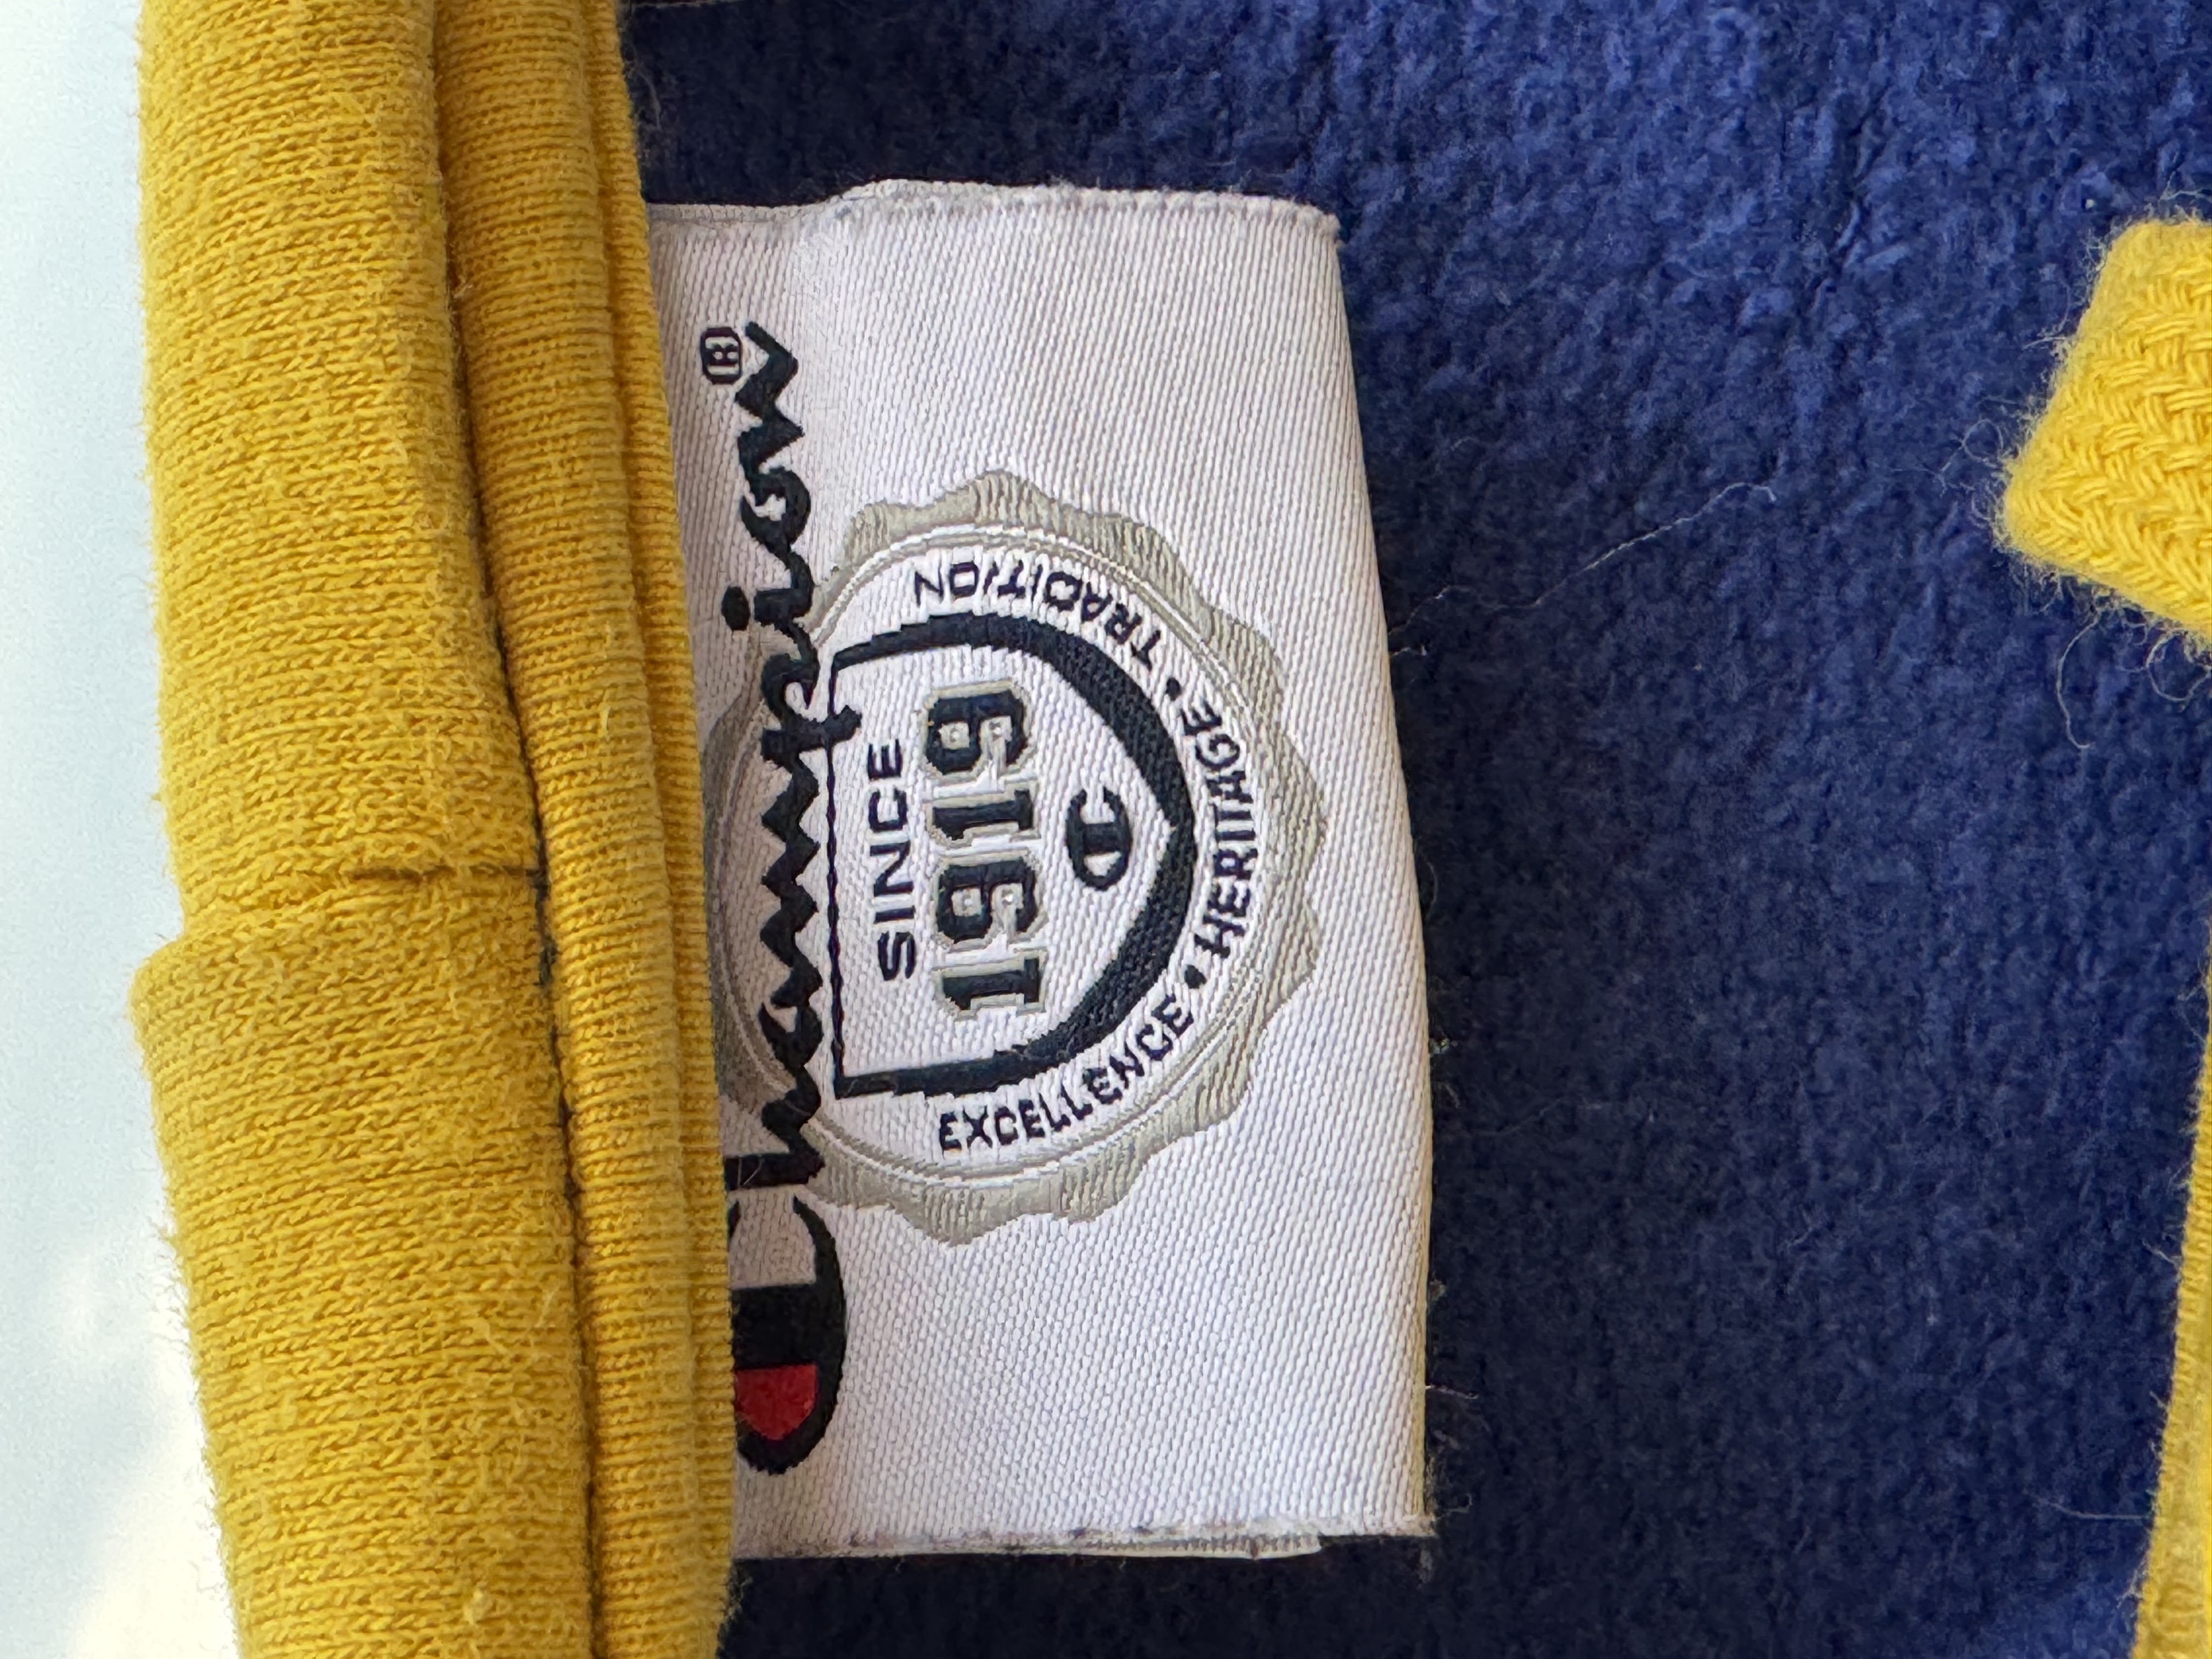 Champion®
SINCE
1919
C
EXCELLENCE • HERITAGE • TRADITION